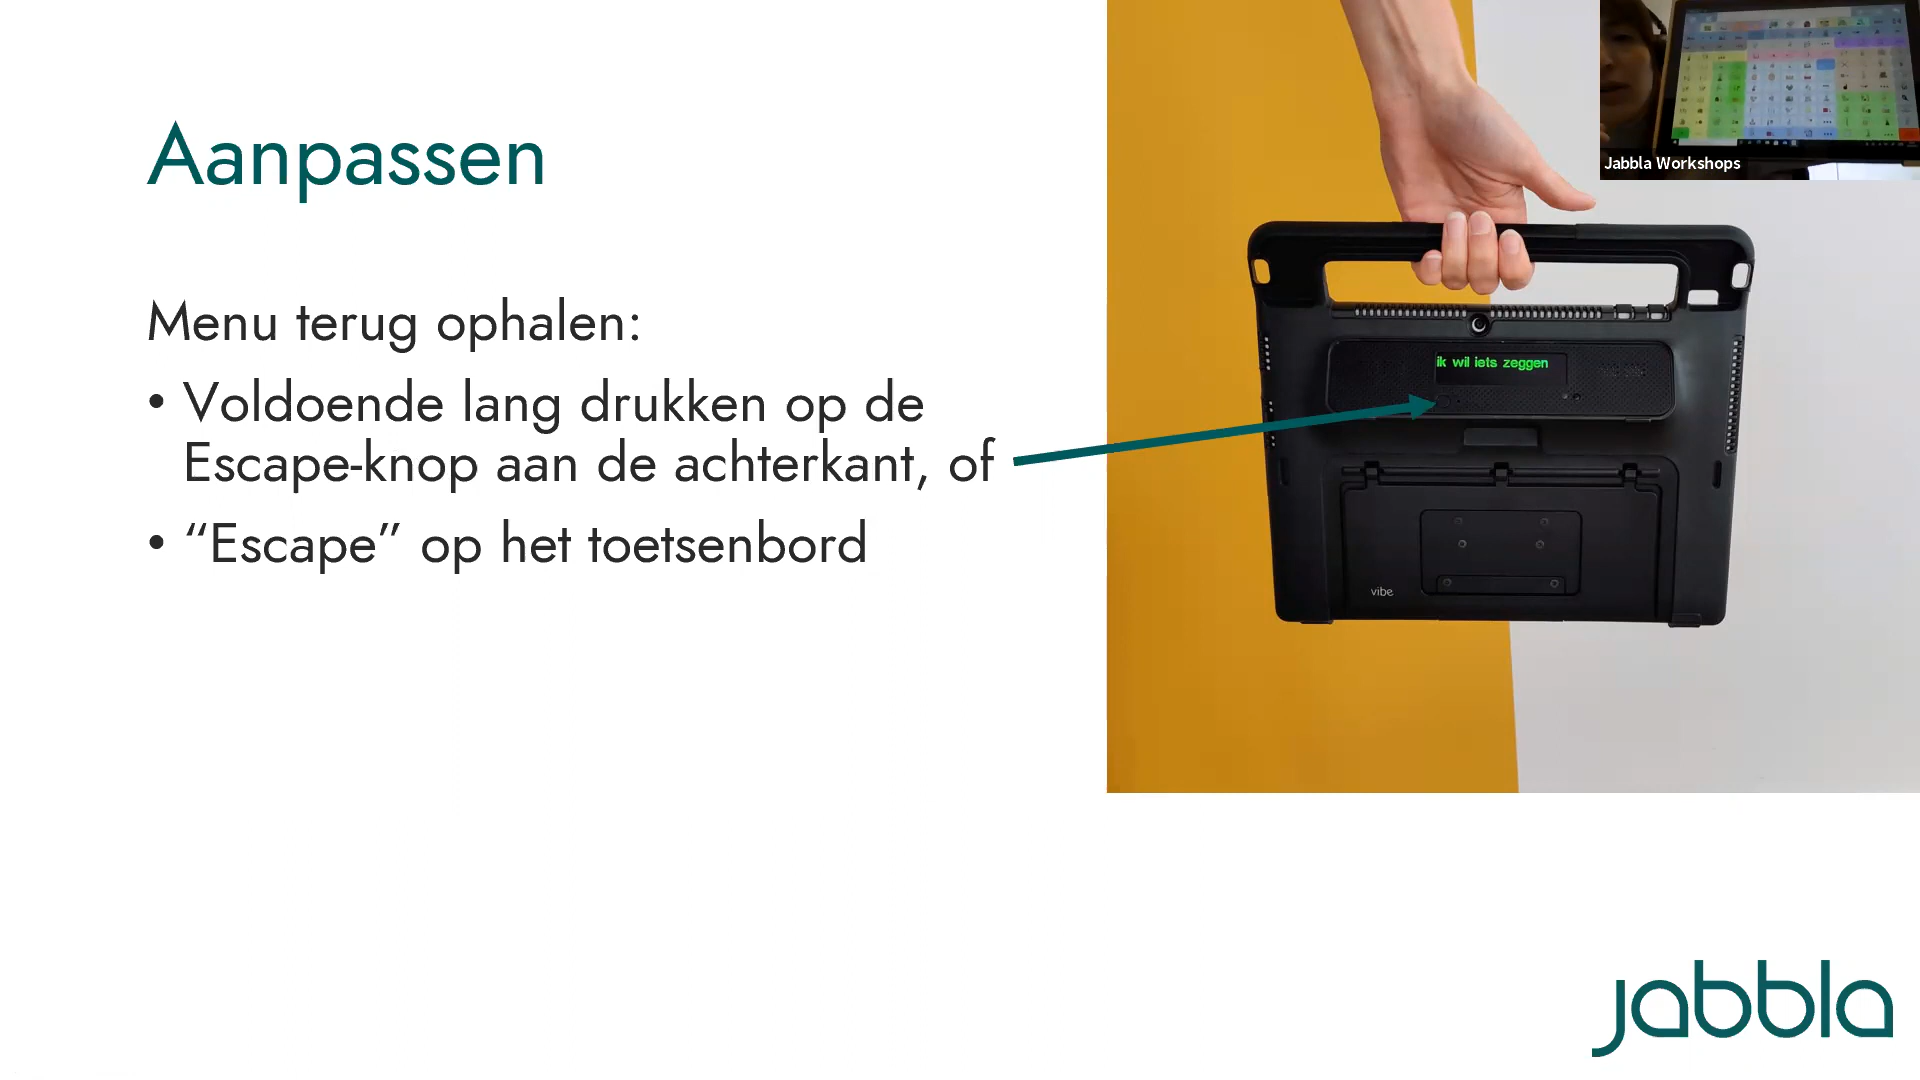 Aanpassen
Menu terug ophalen:
• Voldoende lang drukken op de
Escape-knop aan de achterkant, of
• “Escape” op het toetsenbord
ik wil iets zeggen
vibe
Jabbla Workshops
jabbla